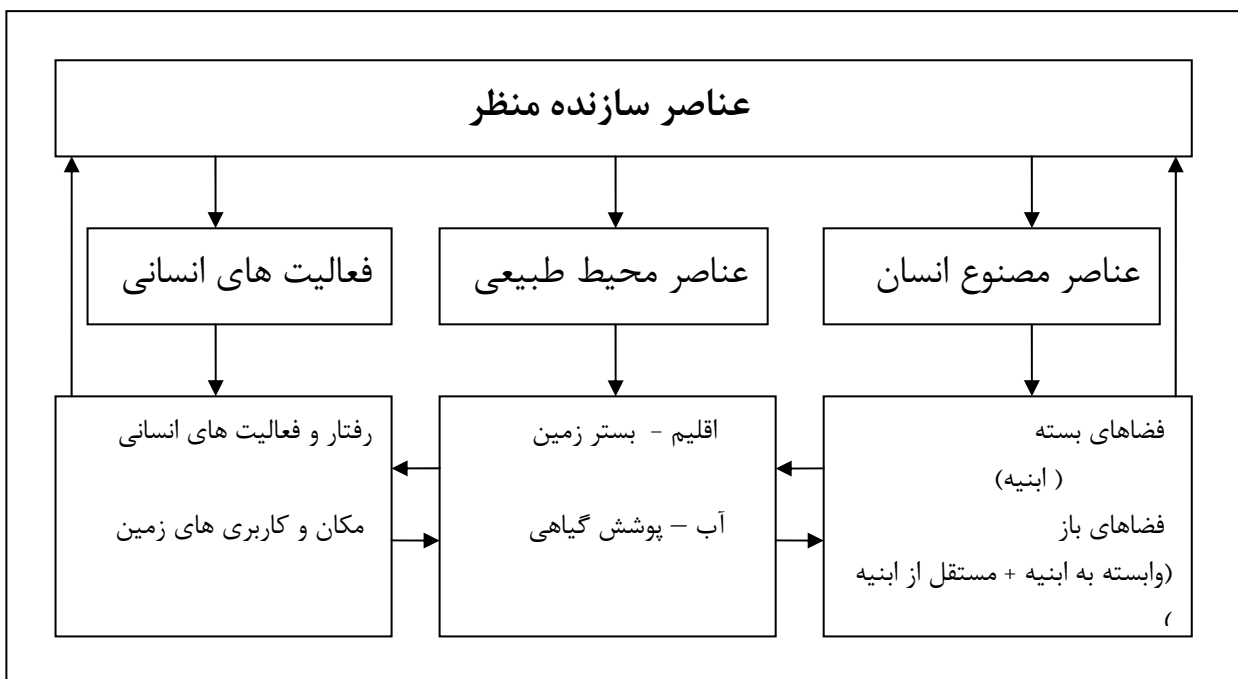 عناصر سازنده منظر
عناصر مصنوع انسان
عناصر محیط طبیعی
فعالیت های انسانی
فضاهای بسته
( ابنیه)
فضاهای باز
(وابسته به ابنیه + مستقل از ابنیه
)
اقلیم - بستر زمین
آب – پوشش گیاهی
رفتار و فعالیت های انسانی
مکان و کاربری های زمین